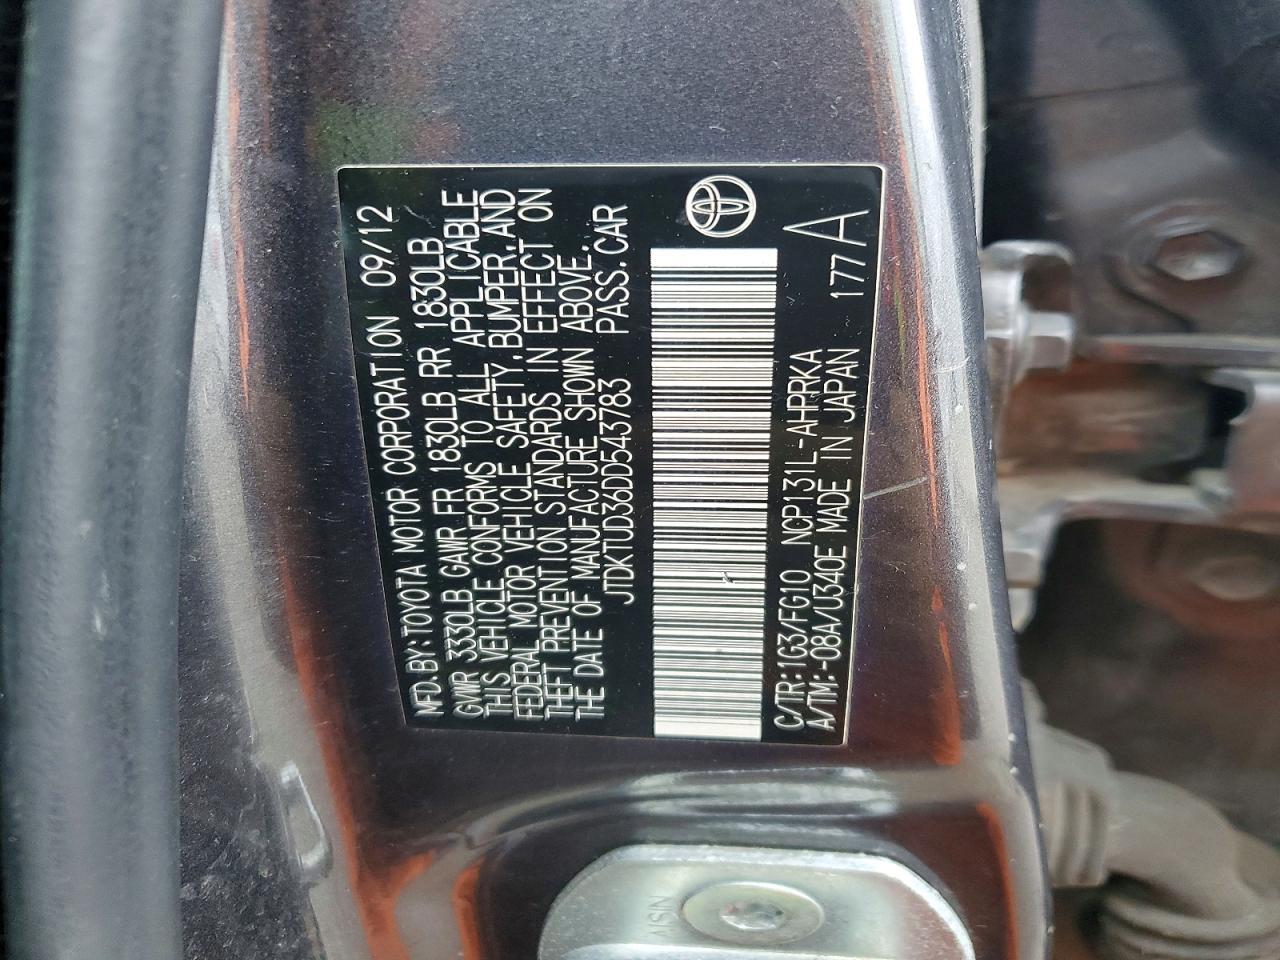 MFD.BY:TOYOTA MOTOR CORPORATION 09/12
GVWR 3330LB GAWR FR 1830LB RR 1830LB
THIS VEHICLE CONFORMS TO ALL APPLICABLE
FEDERAL MOTOR VEHICLE SAFETY,BUMPER,AND
THEFT PREVENTION STANDARDS IN EFFECT ON
THE DATE OF MANUFACTURE SHOWN ABOVE.
JTDKTUD36DD543783 PASS.CAR
C/TR:1G3/FG10 NCP131L-AHPRKA 177A
A/TM:-08A/U340E MADE IN JAPAN
AISIN